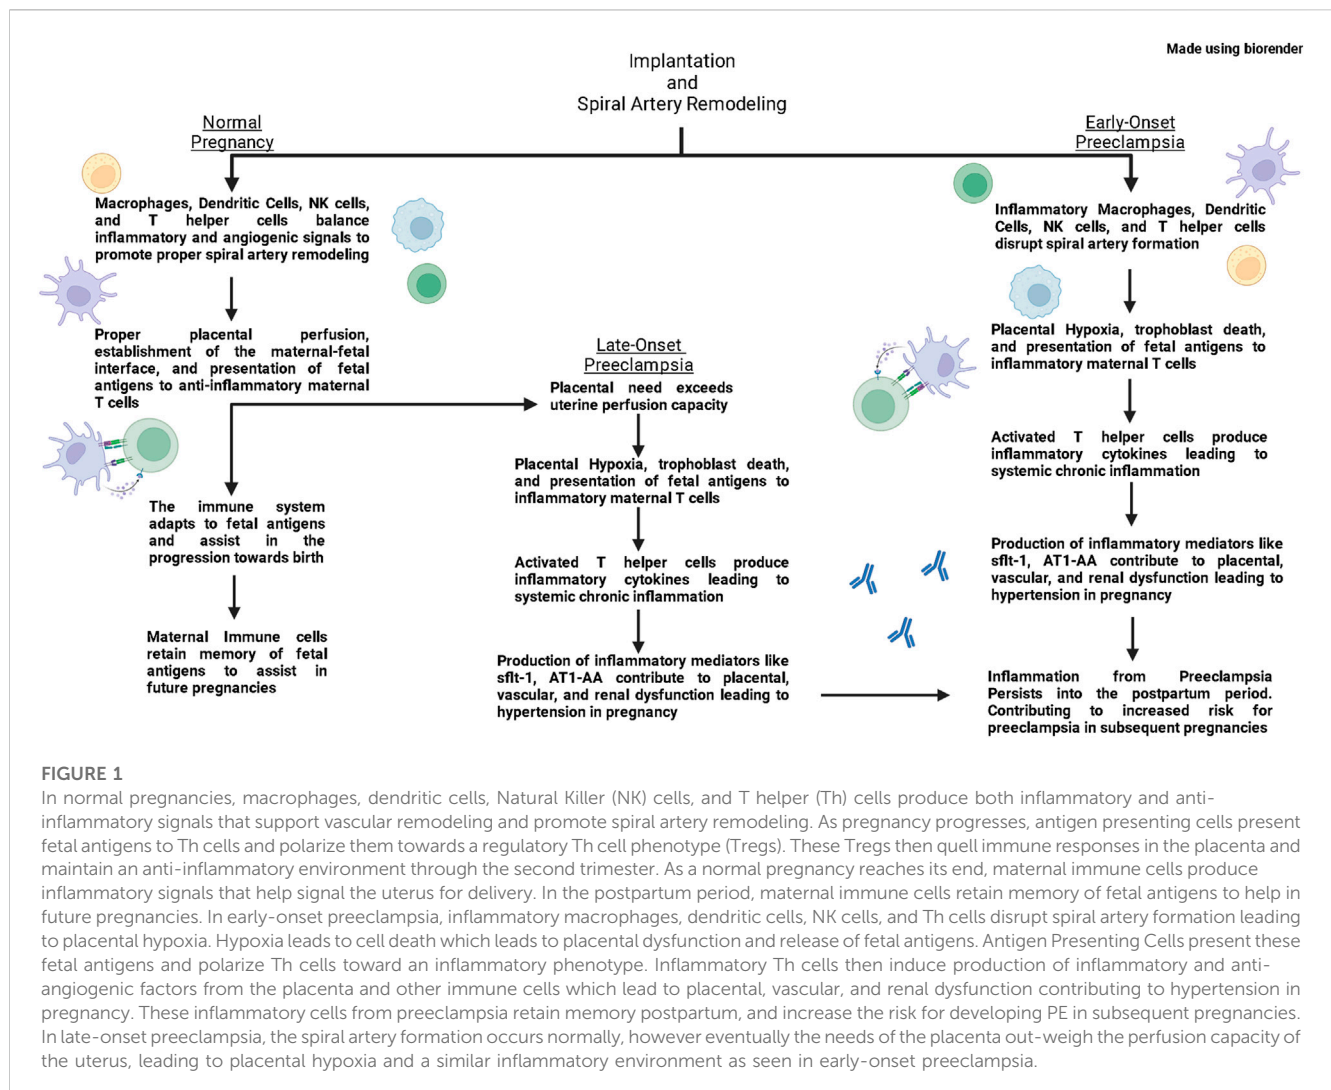 Made using biorender
Implantation
and
Spiral Artery Remodeling
Normal
Pregnancy
Macrophages, Dendritic Cells, NK cells,
and T helper cells balance
inflammatory and angiogenic signals to
promote proper spiral artery remodeling
Proper placental perfusion,
establishment of the maternal-fetal
interface, and presentation of fetal
antigens to anti-inflammatory maternal
T cells
The immune system
adapts to fetal antigens
and assist in the
progression towards birth
Maternal Immune cells
retain memory of fetal
antigens to assist in
future pregnancies
Late-Onset
Preeclampsia
Placental need exceeds
uterine perfusion capacity
Placental Hypoxia, trophoblast death,
and presentation of fetal antigens to
inflammatory maternal T cells
Activated T helper cells produce
inflammatory cytokines leading to
systemic chronic inflammation
Production of inflammatory mediators like
sflt-1, AT1-AA contribute to placental,
vascular, and renal dysfunction leading to
hypertension in pregnancy
Early-Onset
Preeclampsia
Inflammatory Macrophages, Dendritic
Cells, NK cells, and T helper cells
disrupt spiral artery formation
Placental Hypoxia, trophoblast death,
and presentation of fetal antigens to
inflammatory maternal T cells
Activated T helper cells produce
inflammatory cytokines leading to
systemic chronic inflammation
Production of inflammatory mediators like
sflt-1, AT1-AA contribute to placental,
vascular, and renal dysfunction leading to
hypertension in pregnancy
Inflammation from Preeclampsia
Persists into the postpartum period.
Contributing to increased risk for
preeclampsia in subsequent pregnancies
FIGURE 1
In normal pregnancies, macrophages, dendritic cells, Natural Killer (NK) cells, and T helper (Th) cells produce both inflammatory and anti-
inflammatory signals that support vascular remodeling and promote spiral artery remodeling. As pregnancy progresses, antigen presenting cells present
fetal antigens to Th cells and polarize them towards a regulatory Th cell phenotype (Tregs). These Tregs then quell immune responses in the placenta and
maintain an anti-inflammatory environment through the second trimester. As a normal pregnancy reaches its end, maternal immune cells produce
inflammatory signals that help signal the uterus for delivery. In the postpartum period, maternal immune cells retain memory of fetal antigens to help in
future pregnancies. In early-onset preeclampsia, inflammatory macrophages, dendritic cells, NK cells, and Th cells disrupt spiral artery formation leading
to placental hypoxia. Hypoxia leads to cell death which leads to placental dysfunction and release of fetal antigens. Antigen Presenting Cells present these
fetal antigens and polarize Th cells toward an inflammatory phenotype. Inflammatory Th cells then induce production of inflammatory and anti-
angiogenic factors from the placenta and other immune cells which lead to placental, vascular, and renal dysfunction contributing to hypertension in
pregnancy. These inflammatory cells from preeclampsia retain memory postpartum, and increase the risk for developing PE in subsequent pregnancies.
In late-onset preeclampsia, the spiral artery formation occurs normally, however eventually the needs of the placenta out-weigh the perfusion capacity of
the uterus, leading to placental hypoxia and a similar inflammatory environment as seen in early-onset preeclampsia.